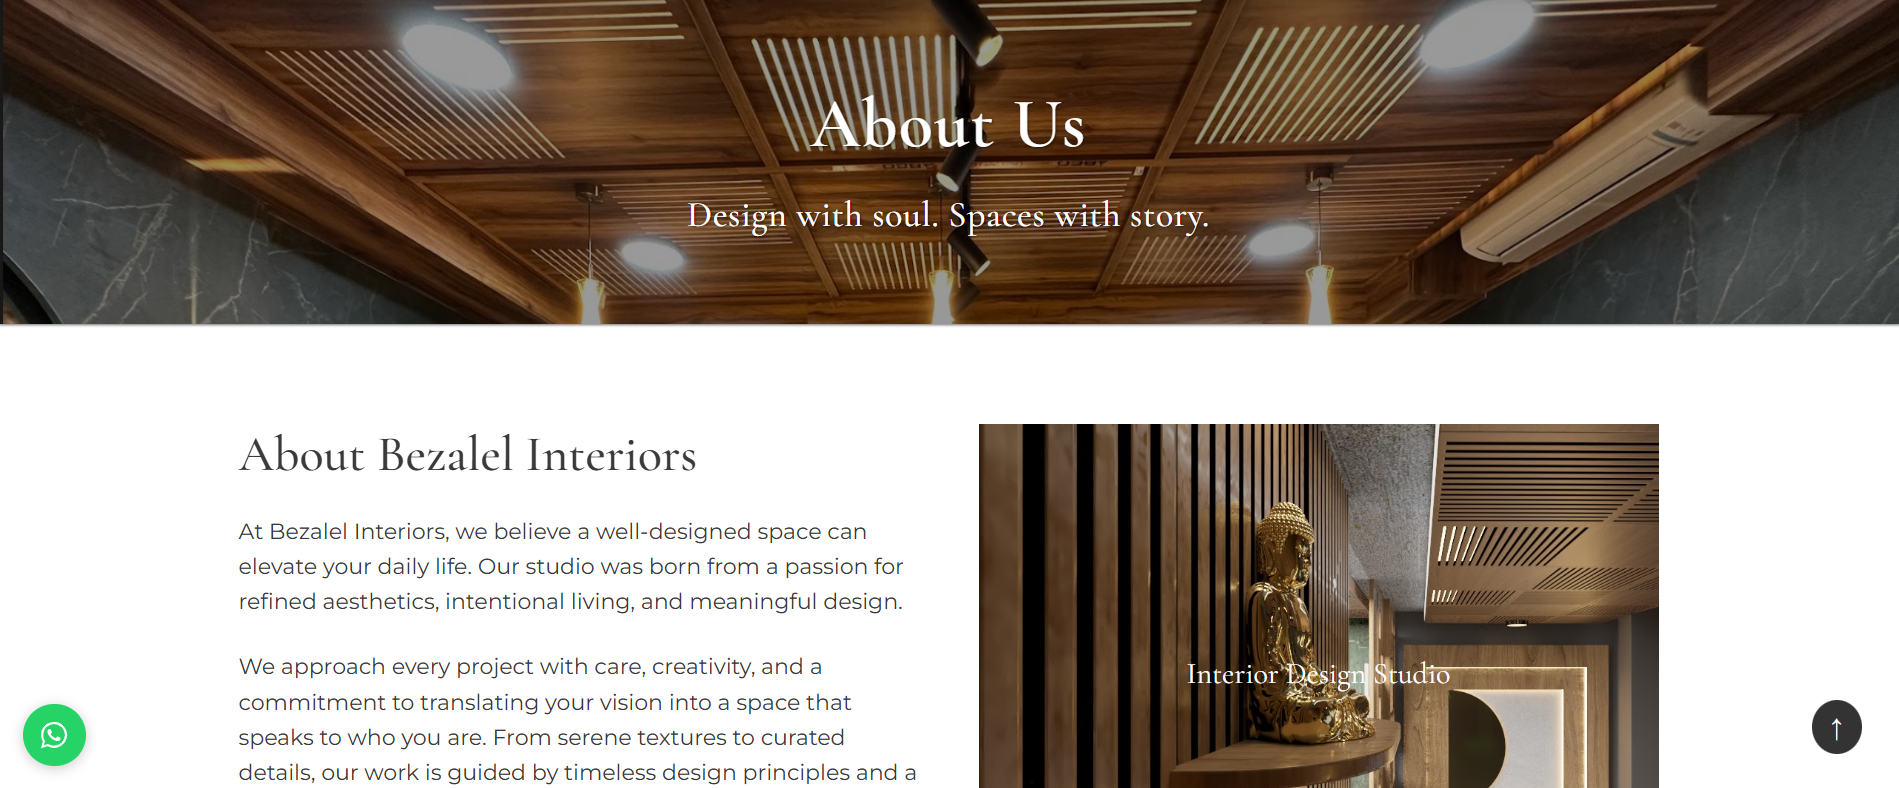 About Us
Design with soul. Spaces with story.
About Bezalel Interiors
At Bezalel Interiors, we believe a well-designed space can
elevate your daily life. Our studio was born from a passion for
refined aesthetics, intentional living, and meaningful design.
We approach every project with care, creativity, and a
commitment to translating your vision into a space that
speaks to who you are. From serene textures to curated
details, our work is guided by timeless design principles and a
Interior Design Studio